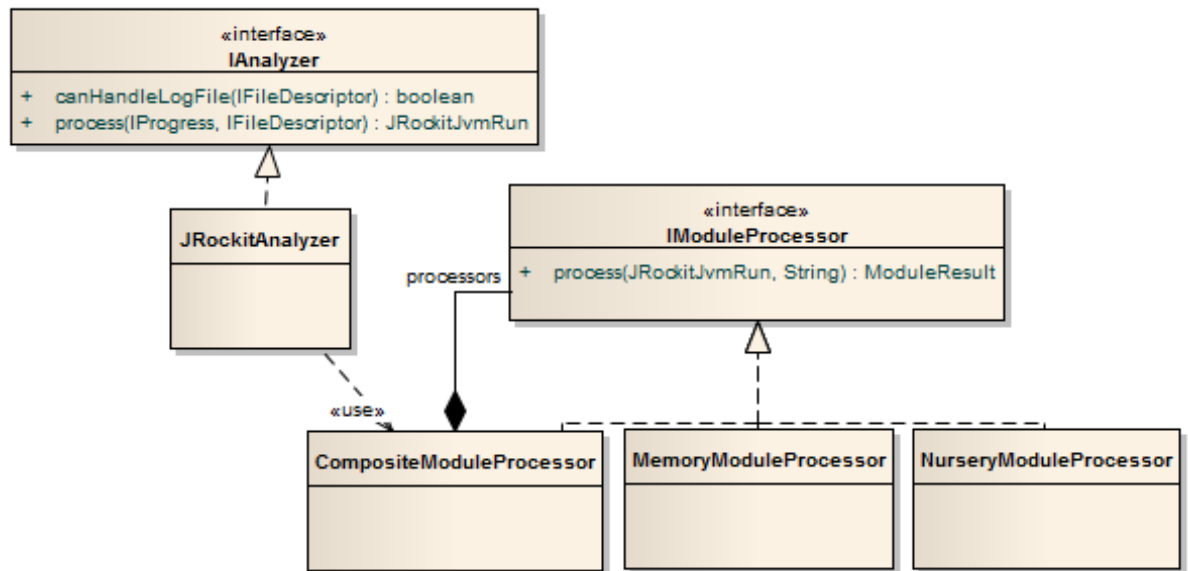 «interface»
IAnalyzer
+ canHandleLogFile(IFileDescriptor) : boolean
+ process(IProgress, IFileDescriptor) : JRockitJvmRun
JRockitAnalyzer
«interface»
IModuleProcessor
+ process(JRockitJvmRun, String) : ModuleResult
processors
«use»
CompositeModuleProcessor
MemoryModuleProcessor
NurseryModuleProcessor